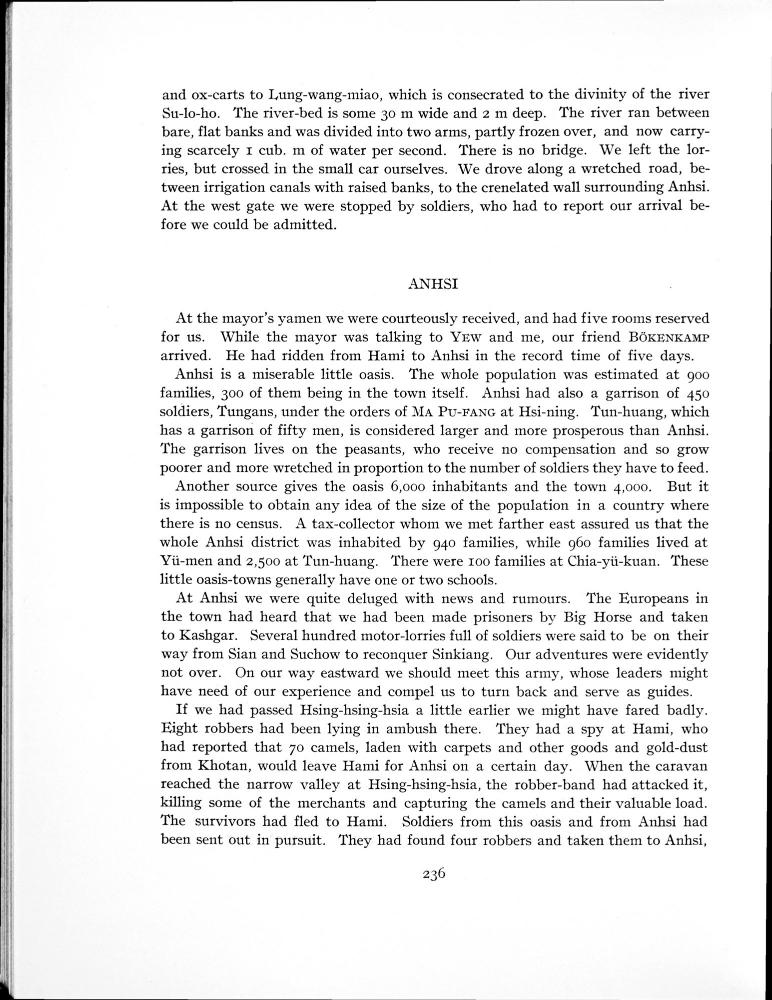 and ox-carts to Lung-wang-miao, which is consecrated to the divinity of the river
Su-lo-ho. The river-bed is some 30 m wide and 2 m deep. The river ran between
bare, flat banks and was divided into two arms, partly frozen over, and now carry-
ing scarcely 1 cub. m of water per second. There is no bridge. We left the lor-
ries, but crossed in the small car ourselves. We drove along a wretched road, be-
tween irrigation canals with raised banks, to the crenelated wall surrounding Anhsi.
At the west gate we were stopped by soldiers, who had to report our arrival be-
fore we could be admitted.
ANHSI
At the mayor's yamen we were courteously received, and had five rooms reserved
for us. While the mayor was talking to YEW and me, our friend BÖKENKAMP
arrived. He had ridden from Hami to Anhsi in the record time of five days.
Anhsi is a miserable little oasis. The whole population was estimated at 900
families, 300 of them being in the town itself. Anhsi had also a garrison of 450
soldiers, Tungans, under the orders of MA PU-FANG at Hsi-ning. Tun-huang, which
has a garrison of fifty men, is considered larger and more prosperous than Anhsi.
The garrison lives on the peasants, who receive no compensation and so grow
poorer and more wretched in proportion to the number of soldiers they have to feed.
Another source gives the oasis 6,000 inhabitants and the town 4,000. But it
is impossible to obtain any idea of the size of the population in a country where
there is no census. A tax-collector whom we met farther east assured us that the
whole Anhsi district was inhabited by 940 families, while 960 families lived at
Yü-men and 2,500 at Tun-huang. There were 100 families at Chia-yü-kuan. These
little oasis-towns generally have one or two schools.
At Anhsi we were quite deluged with news and rumours. The Europeans in
the town had heard that we had been made prisoners by Big Horse and taken
to Kashgar. Several hundred motor-lorries full of soldiers were said to be on their
way from Sian and Suchow to reconquer Sinkiang. Our adventures were evidently
not over. On our way eastward we should meet this army, whose leaders might
have need of our experience and compel us to turn back and serve as guides.
If we had passed Hsing-hsing-hsia a little earlier we might have fared badly.
Eight robbers had been lying in ambush there. They had a spy at Hami, who
had reported that 70 camels, laden with carpets and other goods and gold-dust
from Khotan, would leave Hami for Anhsi on a certain day. When the caravan
reached the narrow valley at Hsing-hsing-hsia, the robber-band had attacked it,
killing some of the merchants and capturing the camels and their valuable load.
The survivors had fled to Hami. Soldiers from this oasis and from Anhsi had
been sent out in pursuit. They had found four robbers and taken them to Anhsi,
236